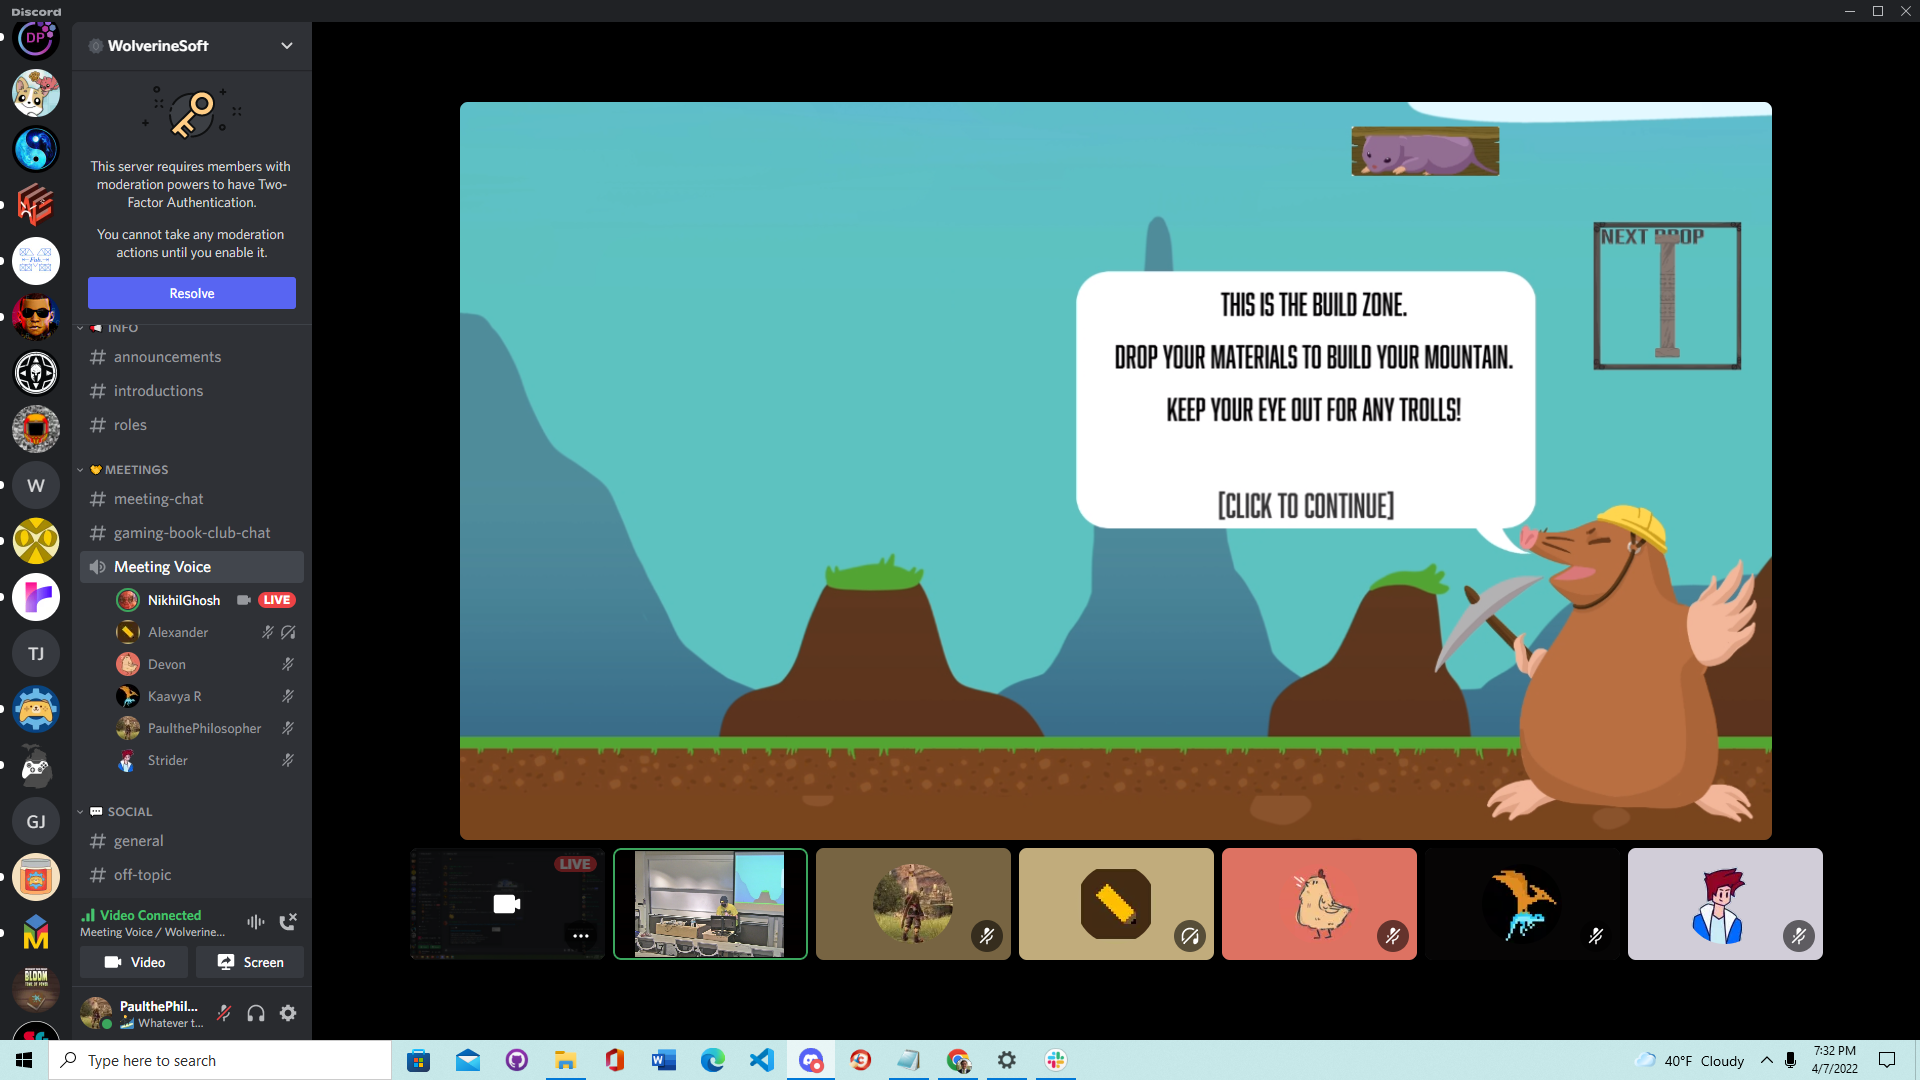 Discord
DP
WolverineSoft
This server requires members with
moderation powers to have Two-
Factor Authentication.
You cannot take any moderation
actions until you enable it.
Resolve
INFO
announcements
introductions
roles
MEETINGS
meeting-chat
gaming-book-club-chat
Meeting Voice
NikhilGhosh
LIVE
Alexander
Devon
Kaavya R
PaulthePhilosopher
Strider
SOCIAL
general
off-topic
W
TJ
GJ
M
BLOOM
Video Connected
Meeting Voice / Wolverine...
Video
Screen
PaulthePhil...
Whatever t...
NEXT DROP
THIS IS THE BUILD ZONE.
DROP YOUR MATERIALS TO BUILD YOUR MOUNTAIN.
KEEP YOUR EYE OUT FOR ANY TROLLS!
[CLICK TO CONTINUE]
LIVE
Type here to search
40°F Cloudy
7:32 PM
4/7/2022